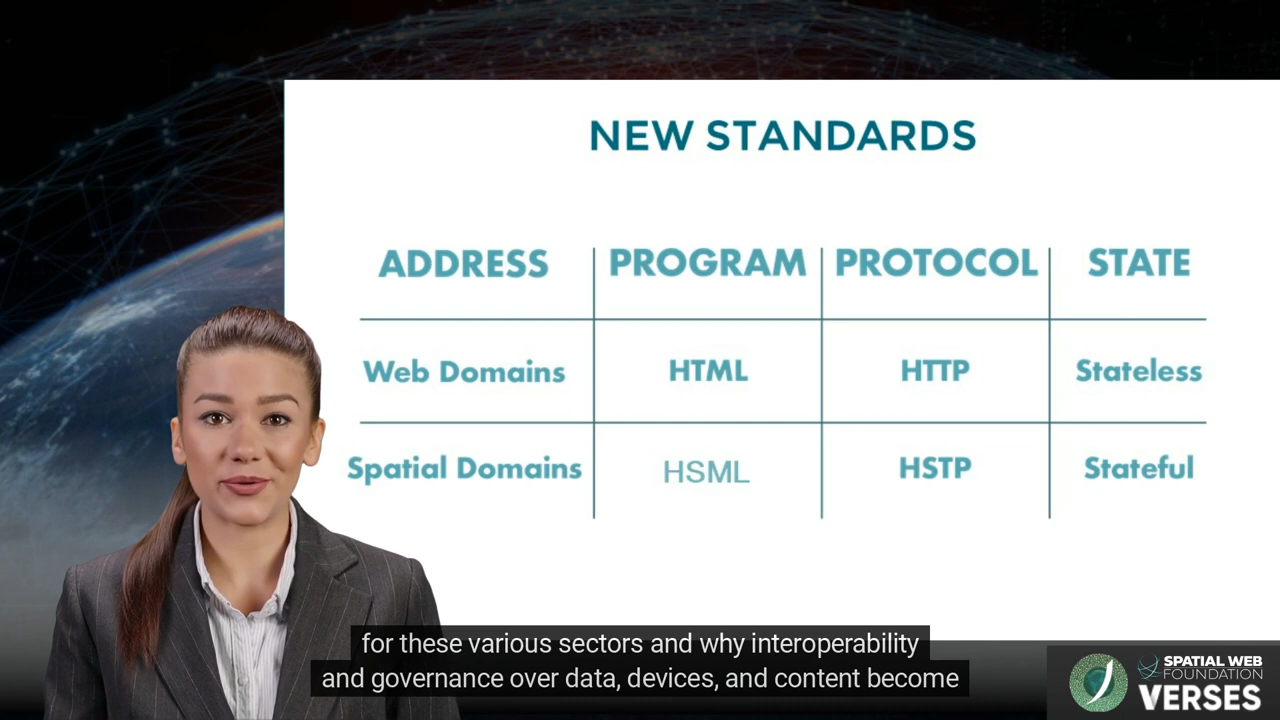 NEW STANDARDS
ADDRESS PROGRAM PROTOCOL STATE
Web Domains HTML HTTP Stateless
Spatial Domains HSML HSTP Stateful
for these various sectors and why interoperability
and governance over data, devices, and content become
SPATIAL WEB
FOUNDATION
VERSES